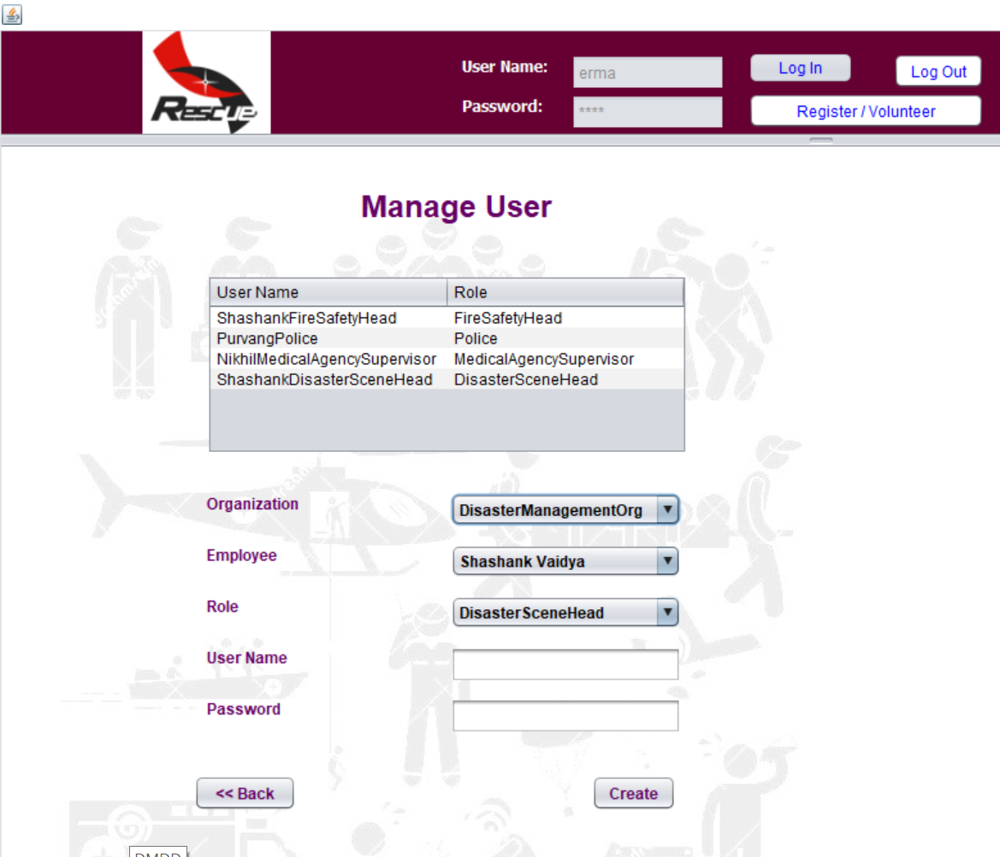 User Name:
erma
Log In
Log Out
Rescue
Password:
****
Register / Volunteer
Manage User
User Name Role
ShashankFireSafetyHead FireSafetyHead
PurvangPolice Police
NikhilMedicalAgencySupervisor MedicalAgencySupervisor
ShashankDisasterSceneHead DisasterSceneHead
Organization DisasterManagementOrg
Employee Shashank Vaidya
Role DisasterSceneHead
User Name
Password
<< Back Create